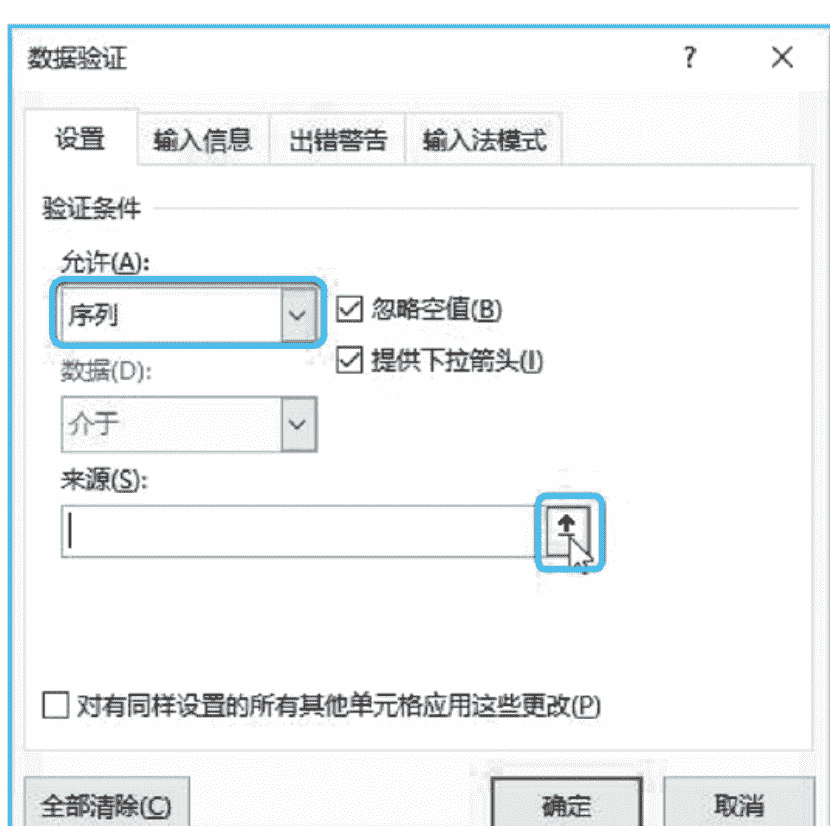 数据验证 ?
设置 输入信息 出错警告 输入法模式
验证条件
允许(A):
序列 忽略空值(B)
数据(D): 提供下拉箭头(I)
介于
来源(S):
对有同样设置的所有其他单元格应用这些更改(P)
全部清除(C) 确定 取消